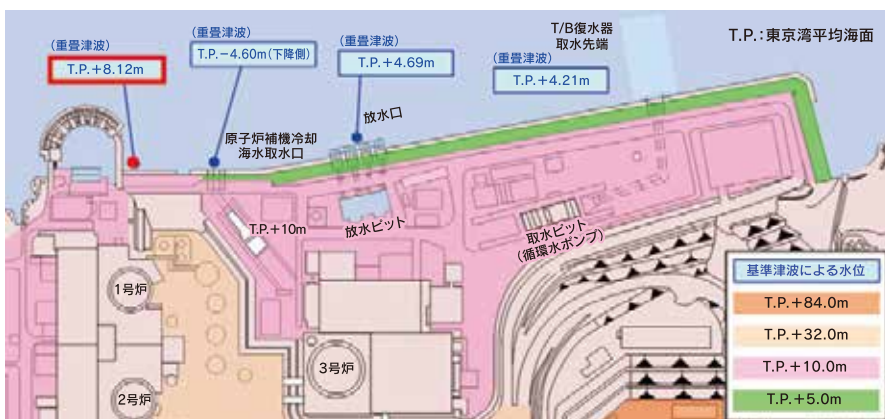 (重畳津波)
T.P.+8.12m
(重畳津波)
T.P.-4.60m(下降側)
(重畳津波)
T.P.+4.69m
(重畳津波)
T.P.+4.21m
T/B復水器
取水先端
T.P.:東京湾平均海面
原子炉補機冷却
海水取水口
放水口
T.P.+10m
放水ピット
取水ピット
(循環水ポンプ)
1号炉
2号炉
3号炉
基準津波による水位
T.P.+84.0m
T.P.+32.0m
T.P.+10.0m
T.P.+5.0m